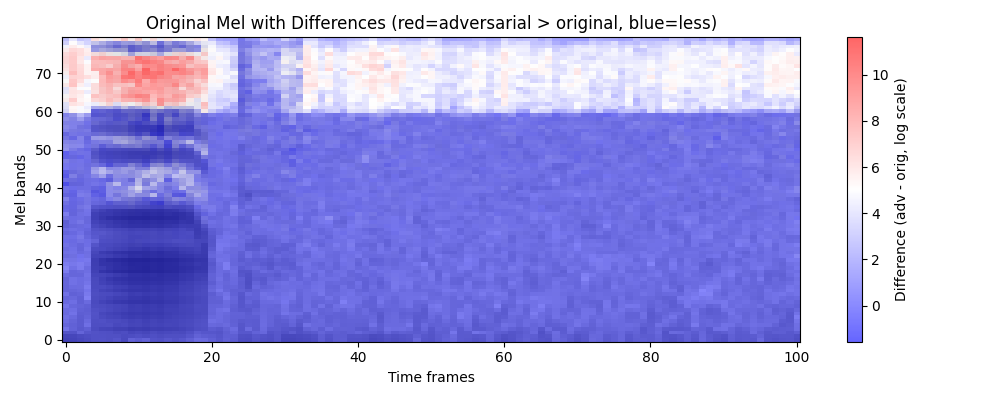 Original Mel with Differences (red=adversarial > original, blue=less)
Mel bands
70
60
50
40
30
20
10
0
0 20 40 60 80 100
Time frames
10
8
6
4
2
0
Difference (adv - orig, log scale)